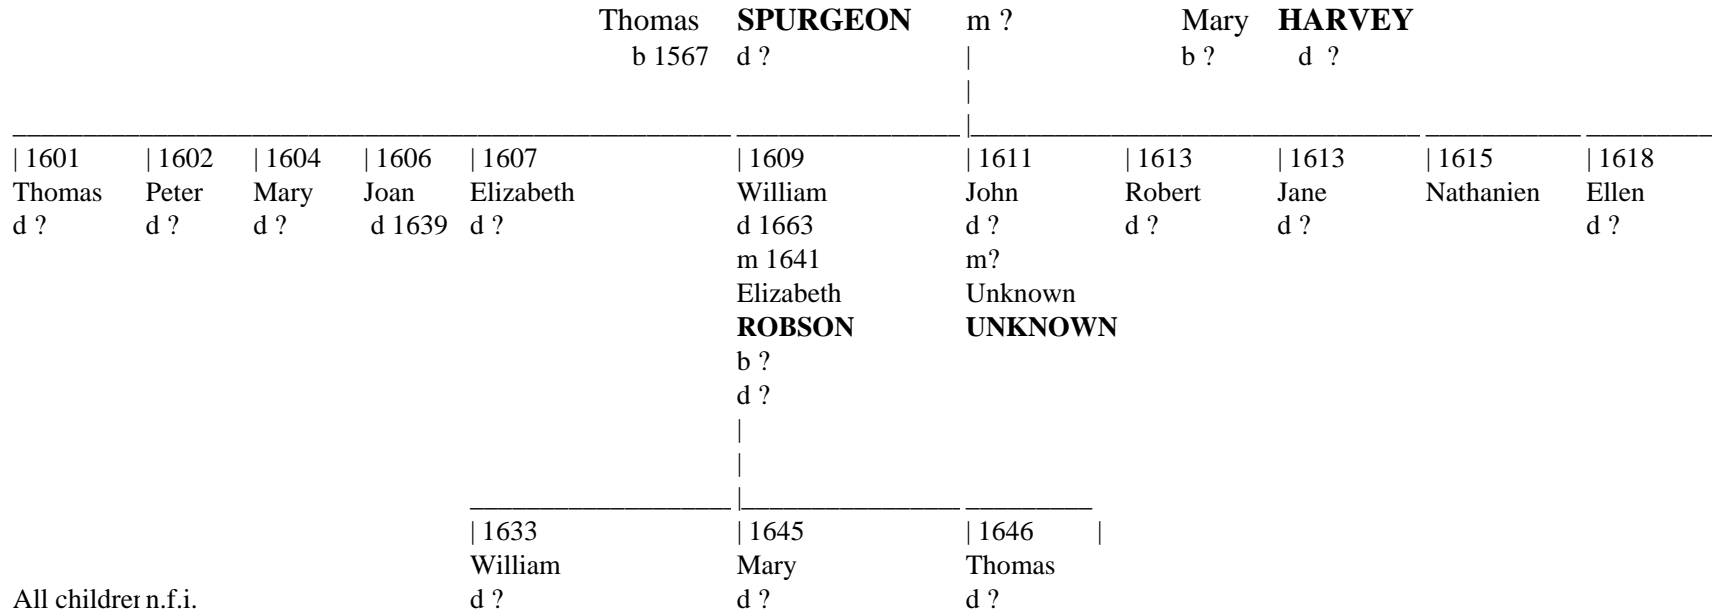 Thomas SPURGEON m ? Mary HARVEY
b 1567 d ? | b ? d ?
|
|
| 1601 | 1602 | 1604 | 1606 | 1607 | 1609 | 1611 | 1613 | 1613 | 1615 | 1618
Thomas Peter Mary Joan Elizabeth William John Robert Jane Nathanien Ellen
d ? d ? d ? d 1639 d ? d 1663 d ? d ? d ? d ?
m 1641 m?
Elizabeth Unknown
ROBSON UNKNOWN
b ?
d ?
|
|
|
| 1633 | 1645 | 1646 |
William Mary Thomas
All children n.f.i. d ? d ? d ?